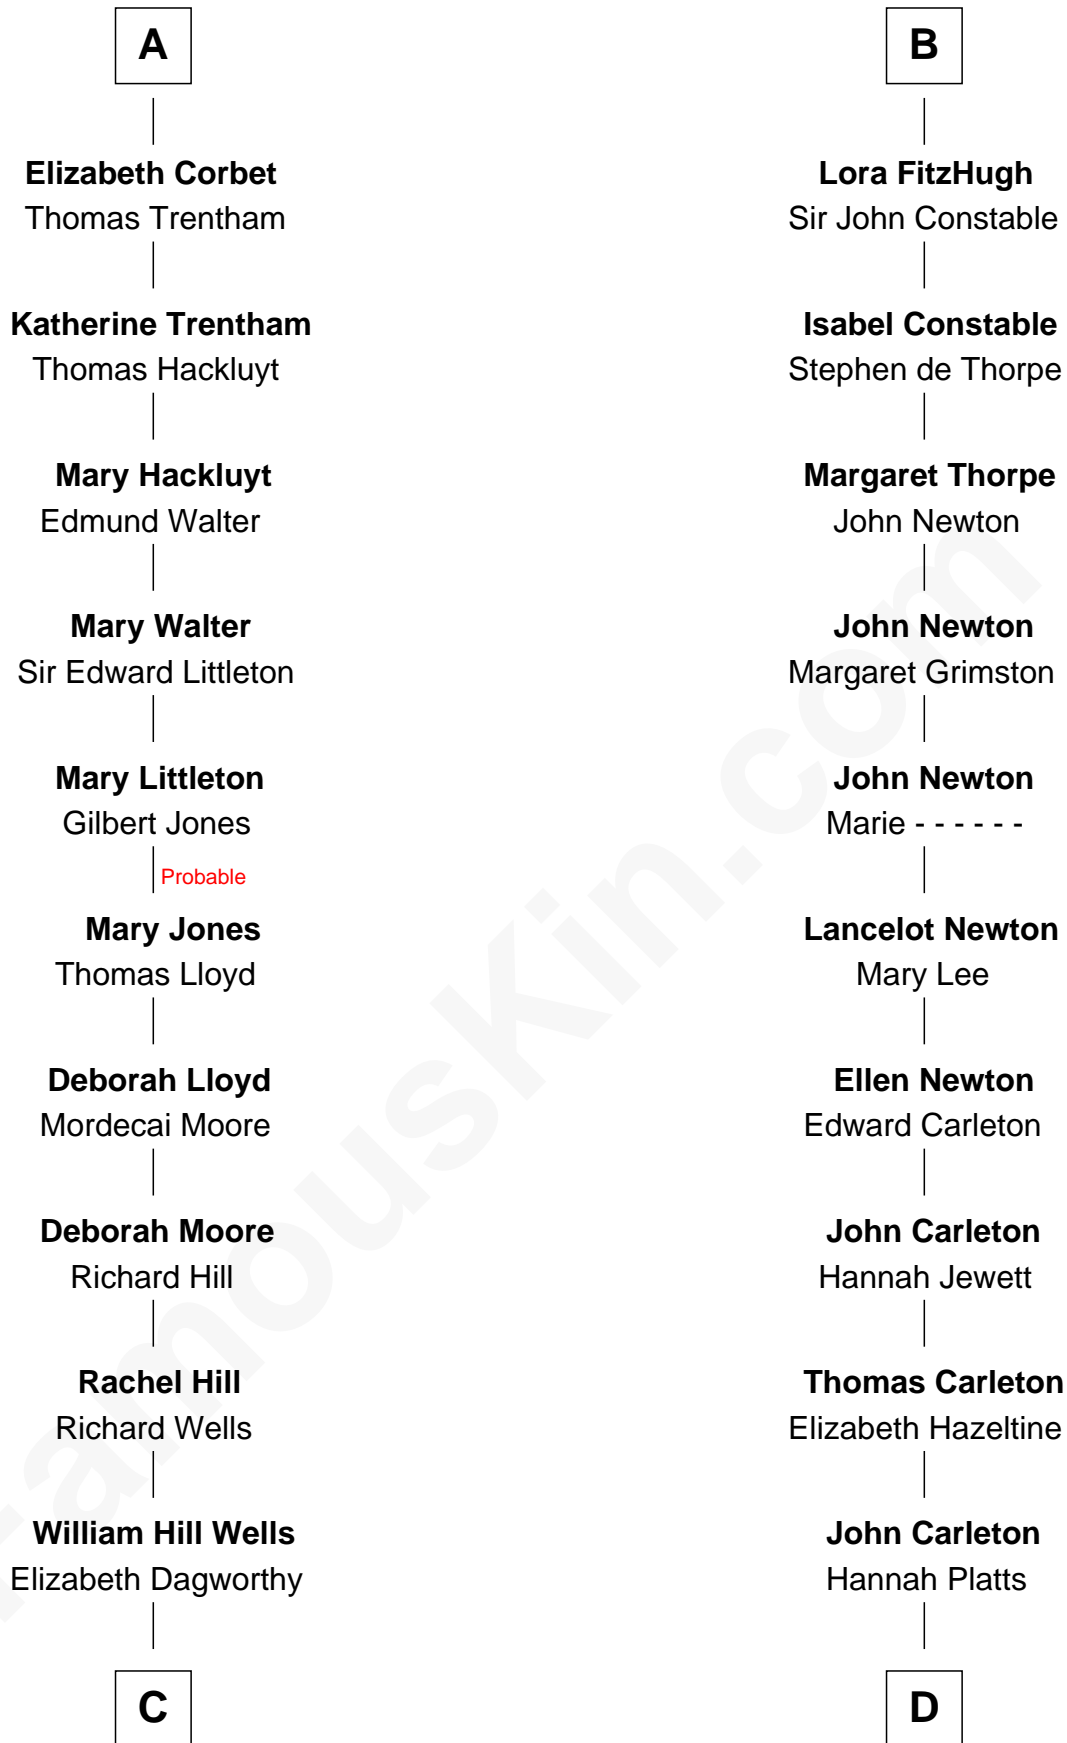 A
Elizabeth Corbet
Thomas Trentham
Katherine Trentham
Thomas Hackluyt
Mary Hackluyt
Edmund Walter
Mary Walter
Sir Edward Littleton
Mary Littleton
Gilbert Jones
Probable
Mary Jones
Thomas Lloyd
Deborah Lloyd
Mordecai Moore
Deborah Moore
Richard Hill
Rachel Hill
Richard Wells
William Hill Wells
Elizabeth Dagworthy
C
B
Lora FitzHugh
Sir John Constable
Isabel Constable
Stephen de Thorpe
Margaret Thorpe
John Newton
John Newton
Margaret Grimston
John Newton
Marie - - - - - -
Lancelot Newton
Mary Lee
Ellen Newton
Edward Carleton
John Carleton
Hannah Jewett
Thomas Carleton
Elizabeth Hazeltine
John Carleton
Hannah Platts
D
FamousKin.com